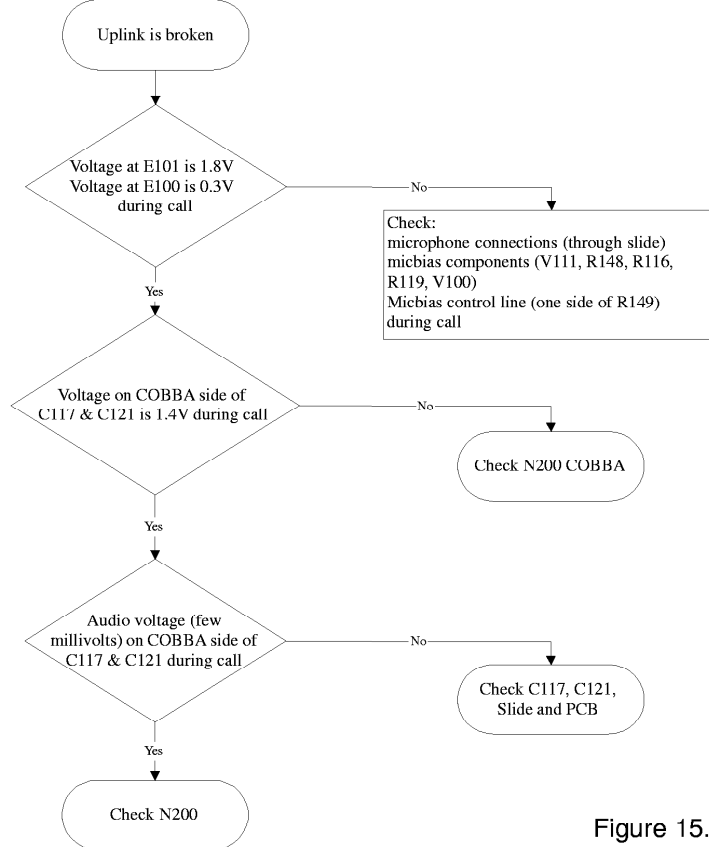 Uplink is broken
Voltage at E101 is 1.8V
Voltage at E100 is 0.3V
during call
No
Check:
microphone connections (through slide)
micbias components (V111, R148, R116,
R119, V100)
Micbias control line (one side of R149)
during call
Yes
Voltage on COBBA side of
C117 & C121 is 1.4V during call
No
Check N200 COBBA
Yes
Audio voltage (few
millivolts) on COBBA side of
C117 & C121 during call
No
Check C117, C121,
Slide and PCB
Yes
Check N200
Figure 15.